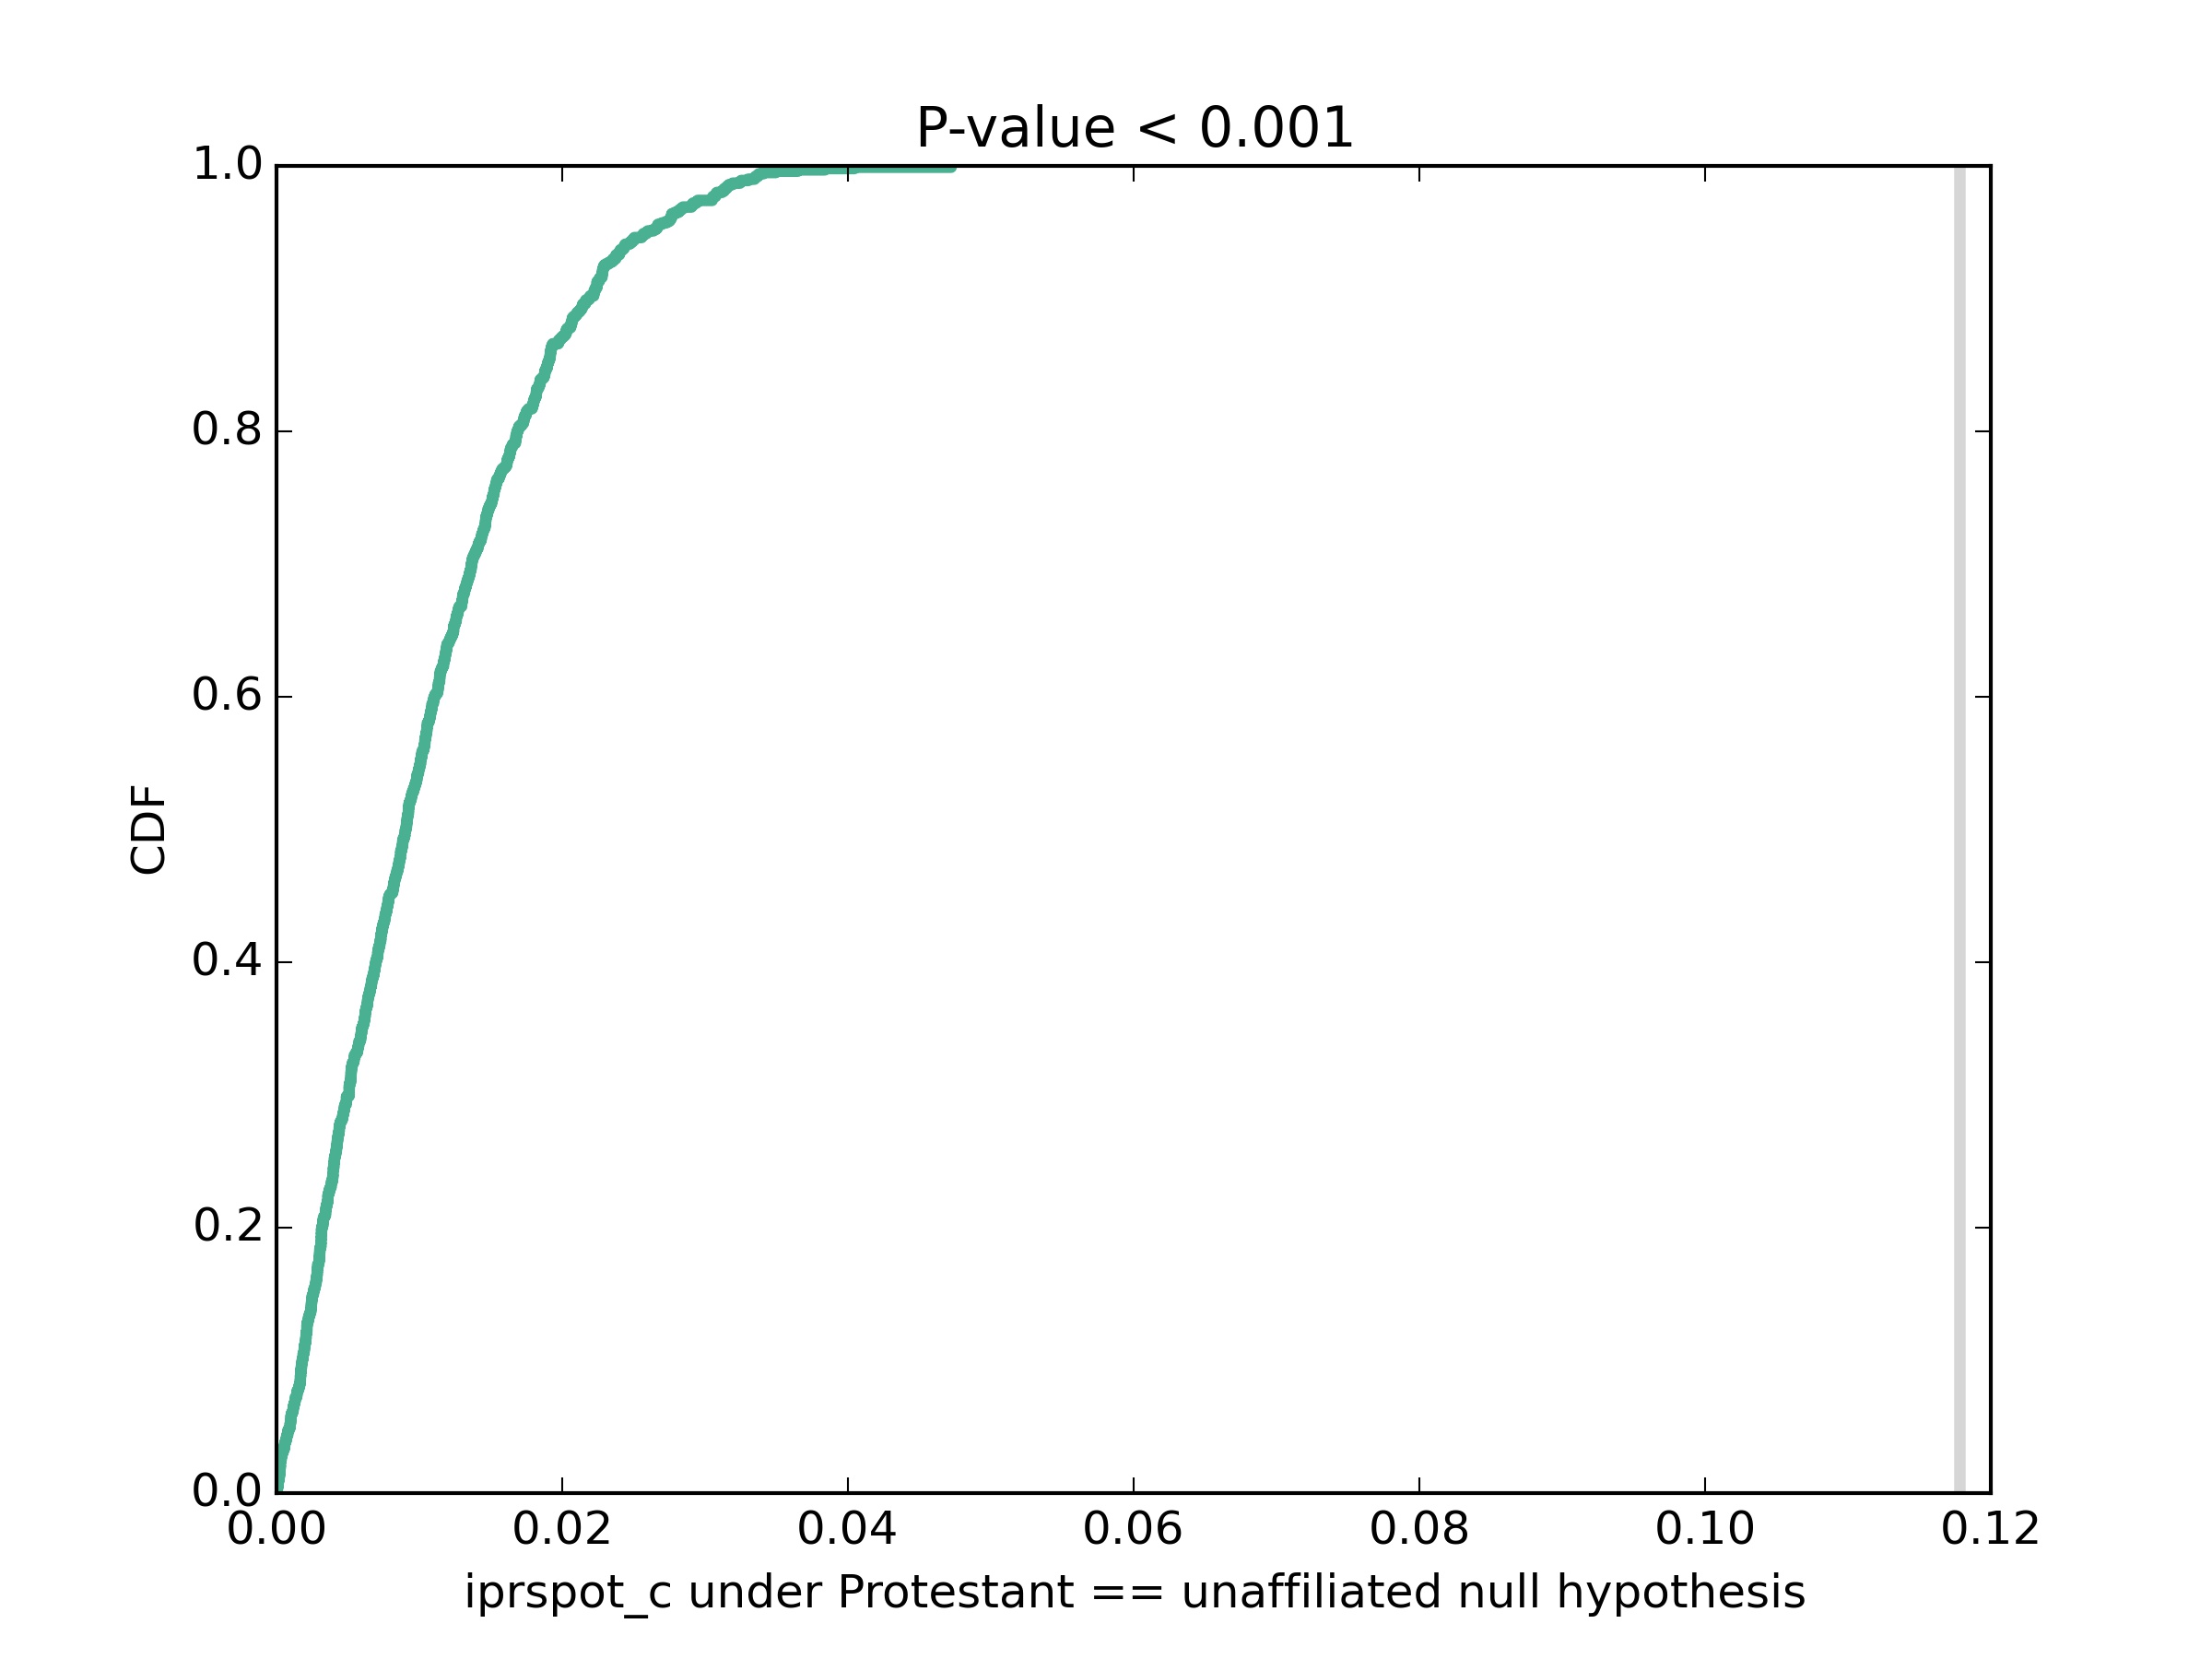 P-value < 0.001
1.0
0.8
0.6
0.4
0.2
0.0
CDF
0.00 0.02 0.04 0.06 0.08 0.10 0.12
iprspot_c under Protestant == unaffiliated null hypothesis